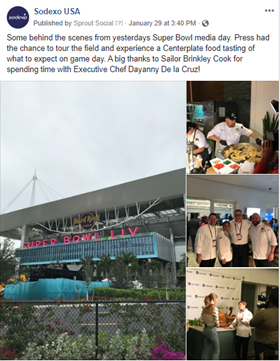 sodexo
Sodexo USA
Published by Sprout Social [?] · January 29 at 3:40 PM ·
Some behind the scenes from yesterdays Super Bowl media day. Press had
the chance to tour the field and experience a Centerplate food tasting of
what to expect on game day. A big thanks to Sailor Brinkley Cook for
spending time with Executive Chef Dayanny De la Cruz!
Hard Rock
SUPER BOWL LIV